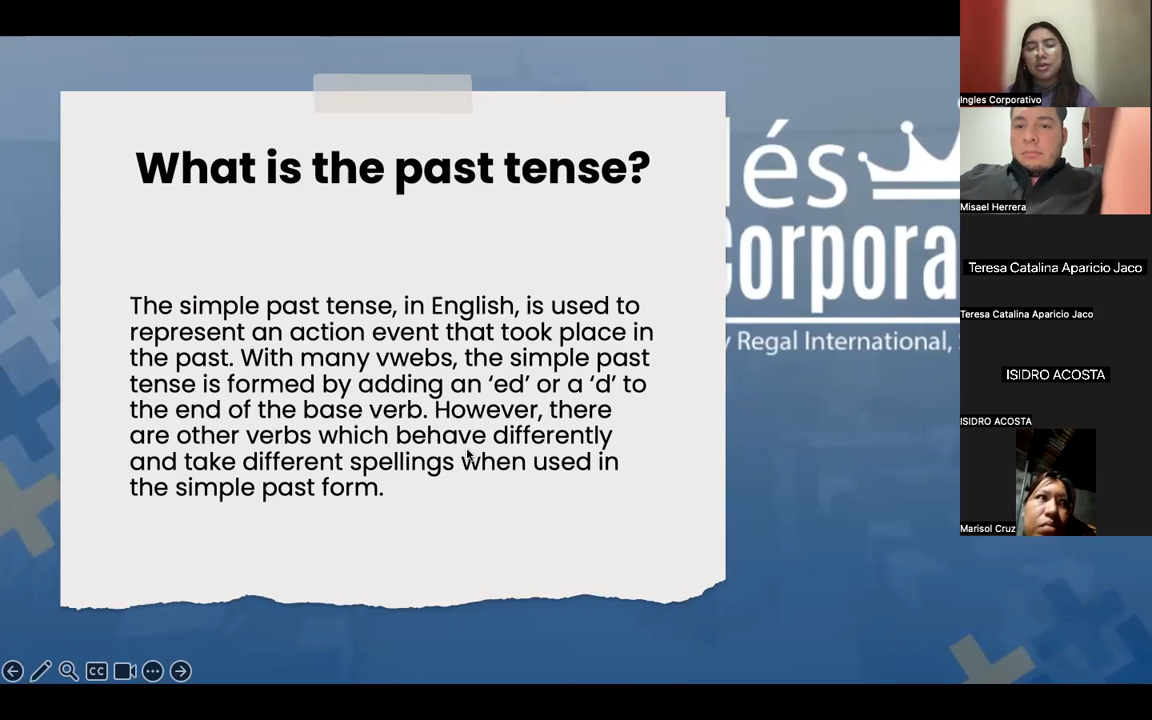 What is the past tense?
The simple past tense, in English, is used to
represent an action event that took place in
the past. With many vwebs, the simple past
tense is formed by adding an ‘ed’ or a ‘d’ to
the end of the base verb. However, there
are other verbs which behave differently
and take different spellings when used in
the simple past form.
lés
Corpora
y Regal International,
CC
Ingles Corporativo
Misael Herrera
Teresa Catalina Aparicio Jaco
Teresa Catalina Aparicio Jaco
ISIDRO ACOSTA
ISIDRO ACOSTA
Marisol Cruz